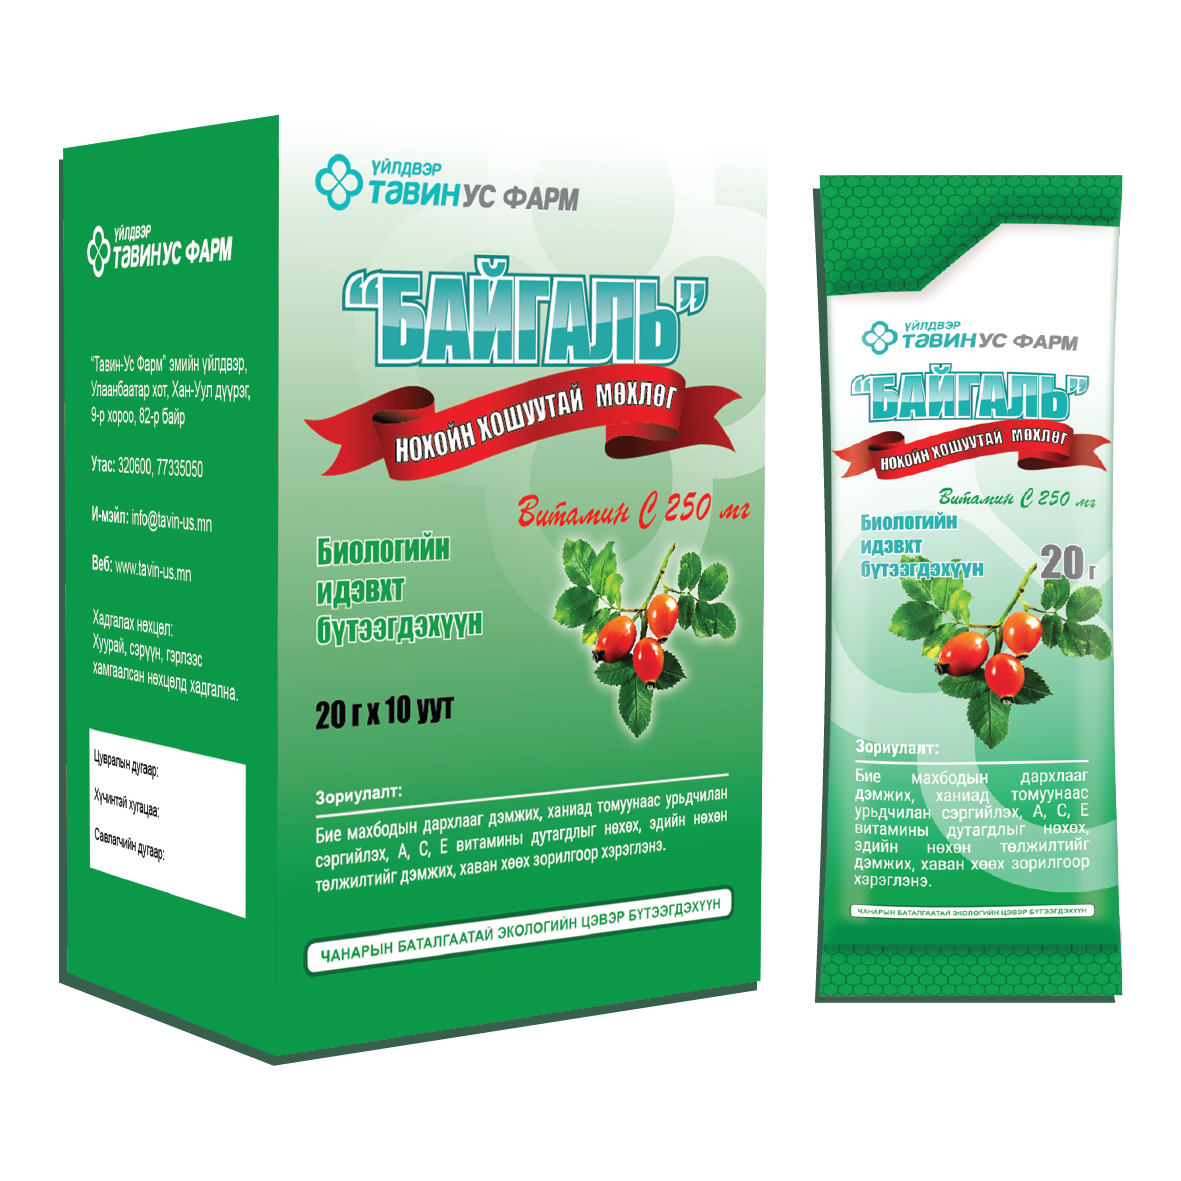 ҮЙЛДВЭР
ТАВИН УС ФАРМ
“Тавин-Ус Фарм” эмийн үйлдвэр,
Улаанбаатар хот, Хан-Уул дүүрэг,
9-р хороо, 82-р байр
Утас: 320600, 77335050
И-мэйл: info@tavin-us.mn
Веб: www.tavin-us.mn
Хадгалах нөхцөл:
Хуурай, сэрүүн, гэрлээс
хамгаалсан нөхцөлд хадгална.
Цувралын дугаар:
Хүчинтэй хугацаа:
Савлагчийн дугаар:
ҮЙЛДВЭР
ТАВИН УС ФАРМ
“БАЙГАЛЬ”
НОХОЙН ХОШУУТАЙ МӨХЛӨГ
Витамин С 250 мг
Биологийн
идэвхт
бүтээгдэхүүн
20 г х 10 уут
Зориулалт:
Бие махбодын дархлааг дэмжих, ханиад томуунаас урьдчилан
сэргийлэх, А, С, Е витамины дутагдлыг нөхөх, эдийн нөхөн
төлжилтийг дэмжих, хаван хөөх зорилгоор хэрэглэнэ.
ЧАНАРЫН БАТАЛГААТАЙ ЭКОЛОГИЙН ЦЭВЭР БҮТЭЭГДЭХҮҮН
ҮЙЛДВЭР
ТАВИН УС ФАРМ
“БАЙГАЛЬ”
НОХОЙН ХОШУУТАЙ МӨХЛӨГ
Витамин С 250 мг
Биологийн
идэвхт
бүтээгдэхүүн
20 г
Зориулалт:
Бие махбодын дархлааг
дэмжих, ханиад томуунаас
урьдчилан сэргийлэх, А, С, Е
витамины дутагдлыг нөхөх,
эдийн нөхөн төлжилтийг
дэмжих, хаван хөөх зорилгоор
хэрэглэнэ.
ЧАНАРЫН БАТАЛГААТАЙ ЭКОЛОГИЙН ЦЭВЭР БҮТЭЭГДЭХҮҮН